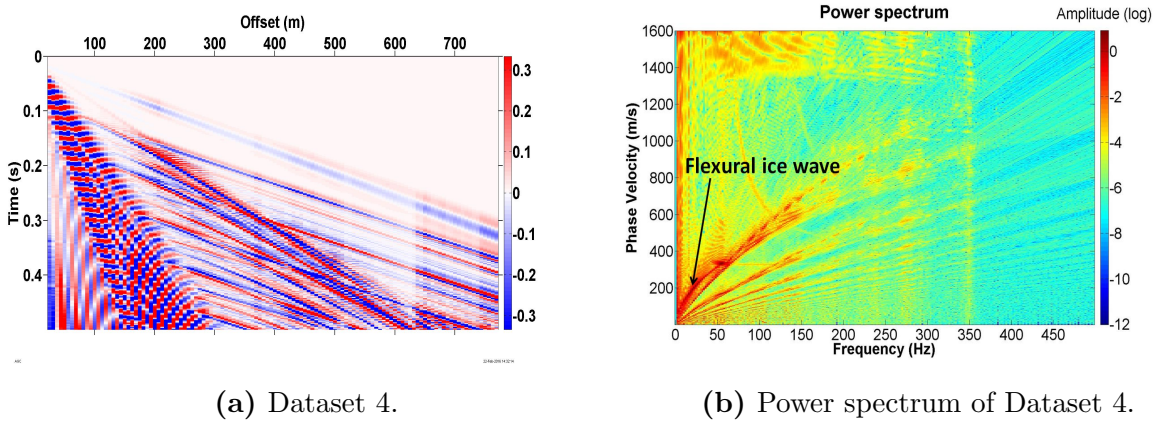 Offset (m)
100 200 300 400 500 600 700
0
0.1
0.2
0.3
0.4
Time (s)
0.3
0.2
0.1
0
-0.1
-0.2
-0.3
(a) Dataset 4.
Power spectrum
Amplitude (log)
1600
1400
1200
1000
800
600
400
200
Phase Velocity (m/s)
Flexural ice wave
0
-2
-4
-6
-8
-10
-12
0 50 100 150 200 250 300 350 400 450
Frequency (Hz)
(b) Power spectrum of Dataset 4.